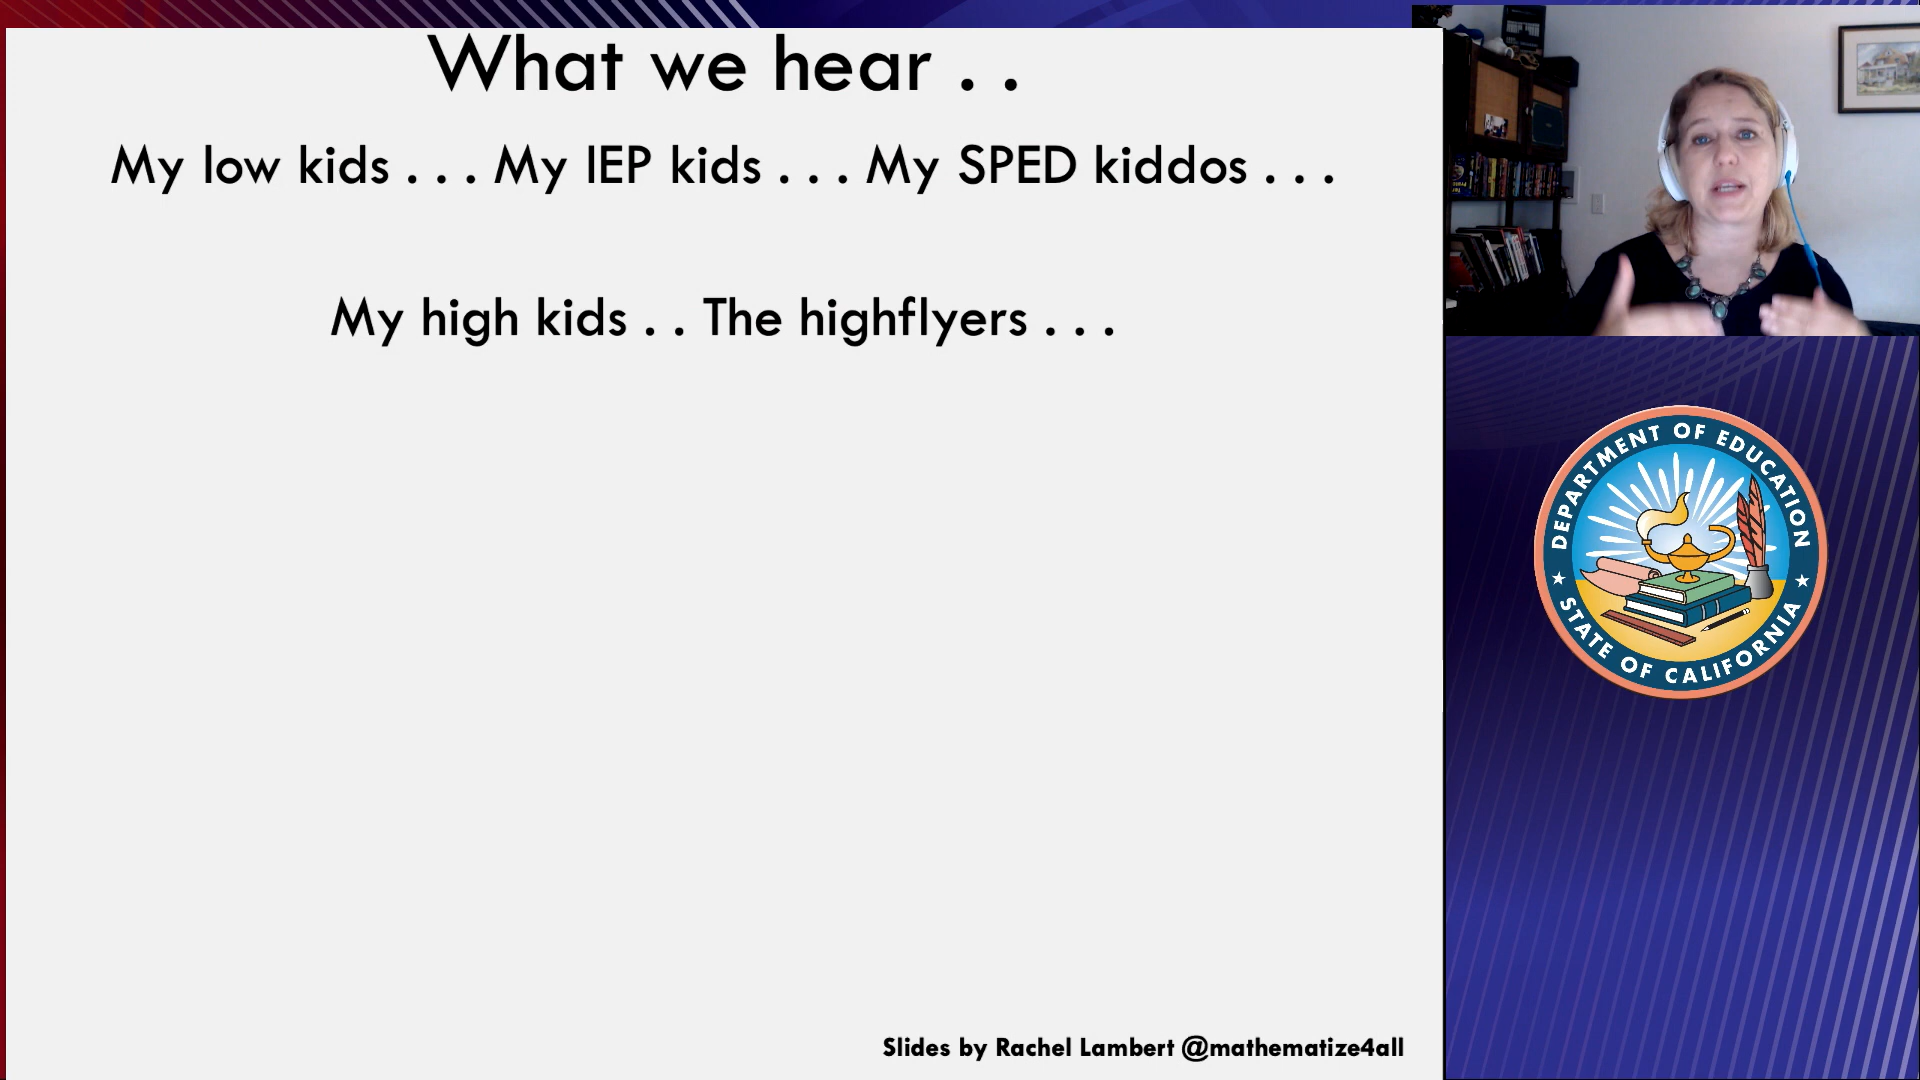 What we hear . .
My low kids . . . My IEP kids . . . My SPED kiddos . . .
My high kids . . The highflyers . . .
Slides by Rachel Lambert @mathematize4all
DEPARTMENT OF EDUCATION
STATE OF CALIFORNIA